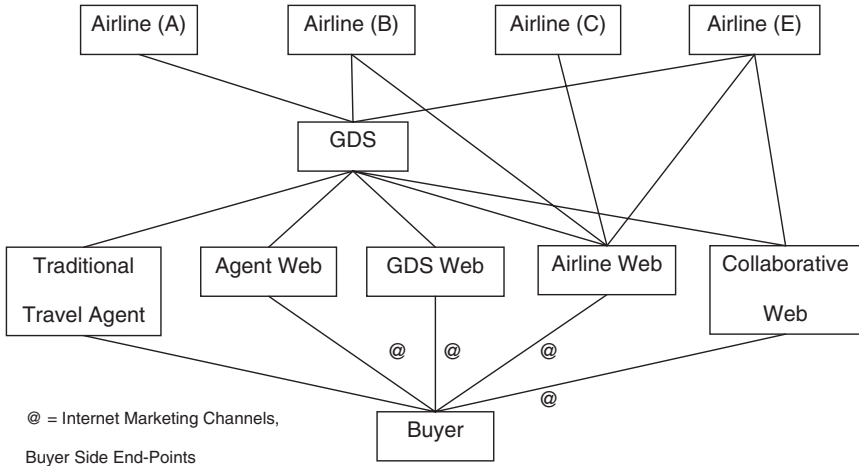 Airline (A)
Airline (B)
Airline (C)
Airline (E)
GDS
Traditional
Travel Agent
Agent Web
GDS Web
Airline Web
Collaborative
Web
@
@
@
@
@ = Internet Marketing Channels,
Buyer Side End-Points
Buyer